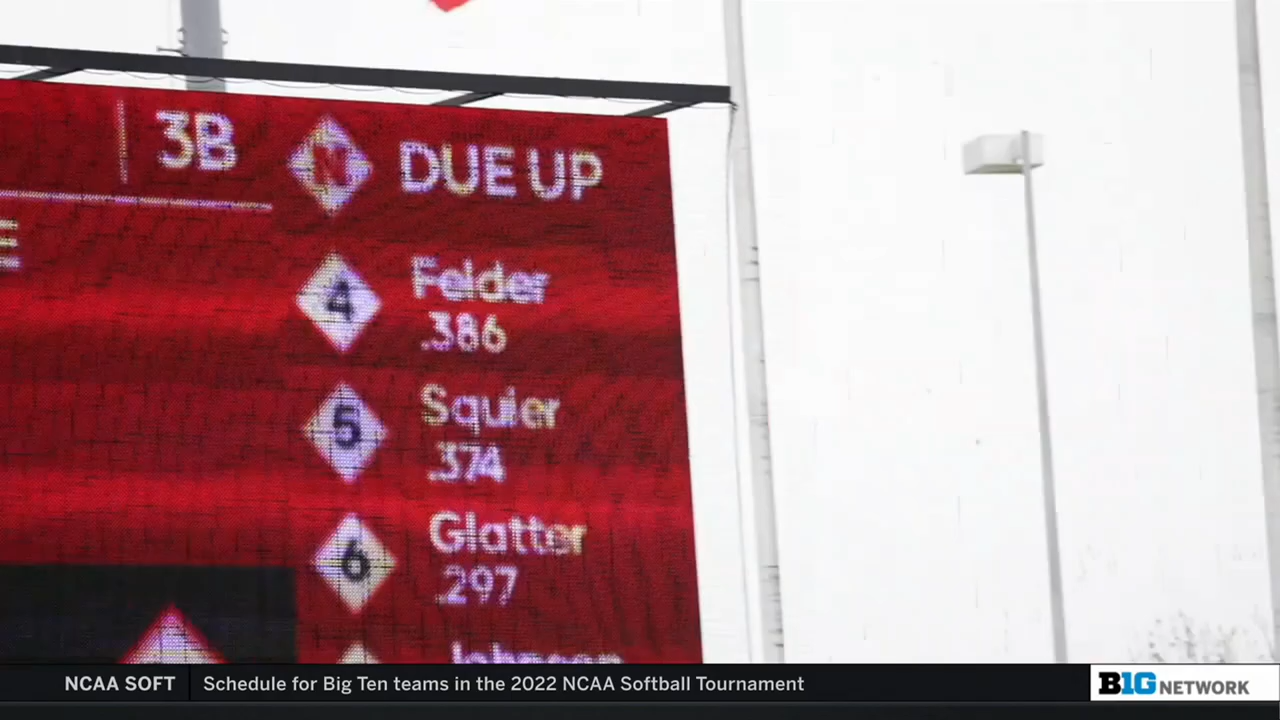 3B
N
DUE UP
E
4
Felder
.386
5
Squier
.374
6
Glatter
.297
NCAA SOFT
Schedule for Big Ten teams in the 2022 NCAA Softball Tournament
B1G NETWORK